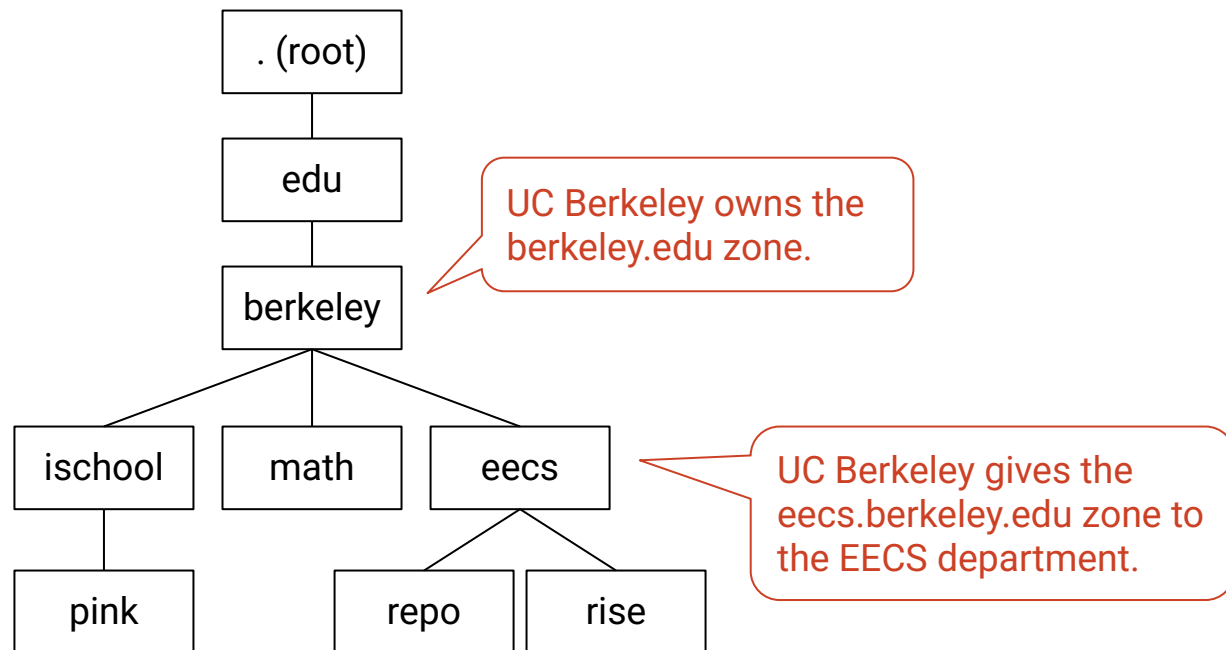 . (root)
edu
UC Berkeley owns the
berkeley.edu zone.
berkeley
ischool
math
eecs
UC Berkeley gives the
eecs.berkeley.edu zone to
the EECS department.
pink
repo
rise